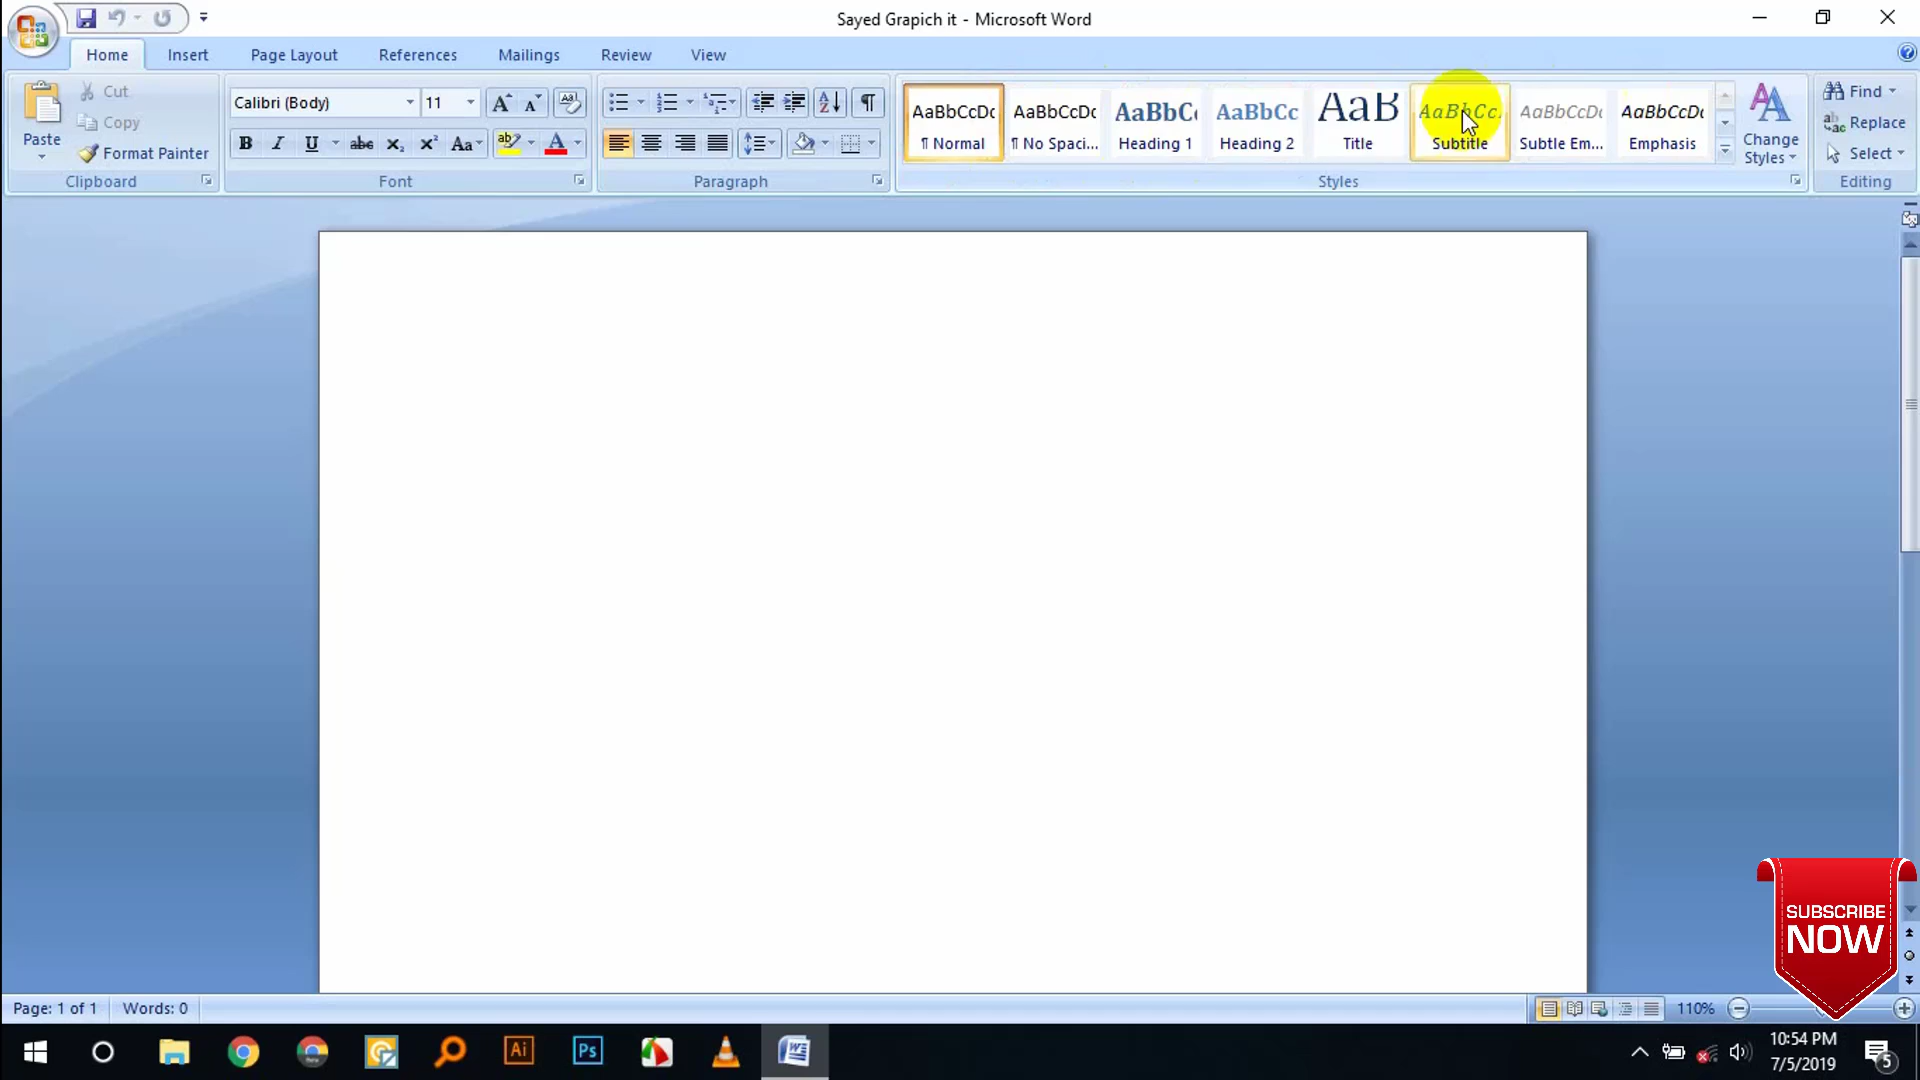 Sayed Grapich it - Microsoft Word
Home Insert Page Layout References Mailings Review View
Paste
Cut
Copy
Format Painter
Clipboard
Calibri (Body) 11
Font
Paragraph
AaBbCcDc AaBbCcDc AaBbC AaBbCc AaB AaBbCc. AaBbCcDc AaBbCcDc
¶ Normal ¶ No Spaci... Heading 1 Heading 2 Title Subtitle Subtle Em... Emphasis
Styles
Change
Styles
Find
Replace
Select
Editing
SUBSCRIBE
NOW
Page: 1 of 1 Words: 0 110%
Ai Ps
10:54 PM
7/5/2019
5